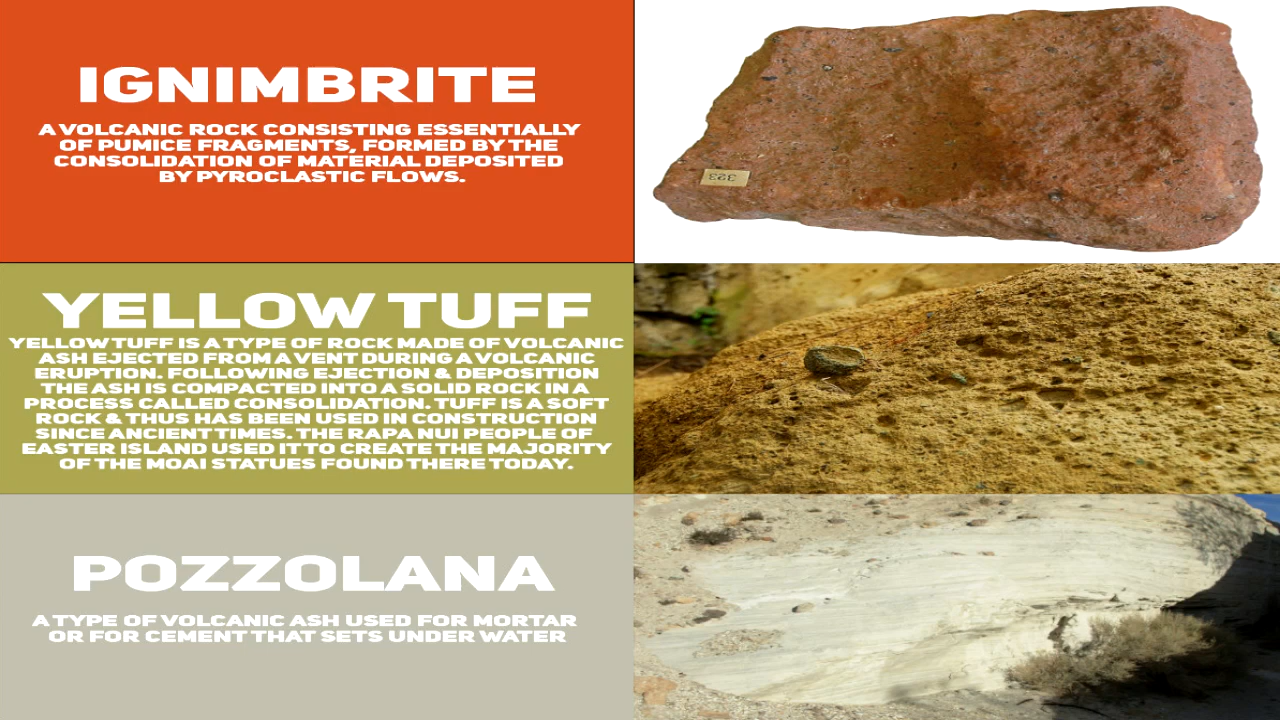 IGNIMBRITE
A VOLCANIC ROCK CONSISTING ESSENTIALLY
OF PUMICE FRAGMENTS, FORMED BY THE
CONSOLIDATION OF MATERIAL DEPOSITED
BY PYROCLASTIC FLOWS.
323
YELLOW TUFF
YELLOW TUFF IS A TYPE OF ROCK MADE OF VOLCANIC
ASH EJECTED FROM A VENT DURING A VOLCANIC
ERUPTION. FOLLOWING EJECTION & DEPOSITION
THE ASH IS COMPACTED INTO A SOLID ROCK IN A
PROCESS CALLED CONSOLIDATION. TUFF IS A SOFT
ROCK & THUS HAS BEEN USED IN CONSTRUCTION
SINCE ANCIENT TIMES. THE RAPA NUI PEOPLE OF
EASTER ISLAND USED IT TO CREATE THE MAJORITY
OF THE MOAI STATUES FOUND THERE TODAY.
POZZOLANA
A TYPE OF VOLCANIC ASH USED FOR MORTAR
OR FOR CEMENT THAT SETS UNDER WATER